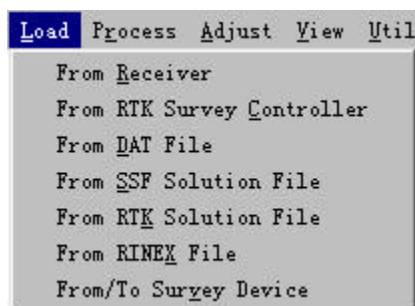 Load Process Adjust View Util
From Receiver
From RTK Survey Controller
From DAT File
From SSF Solution File
From RTK Solution File
From RINEX File
From/To Survey Device